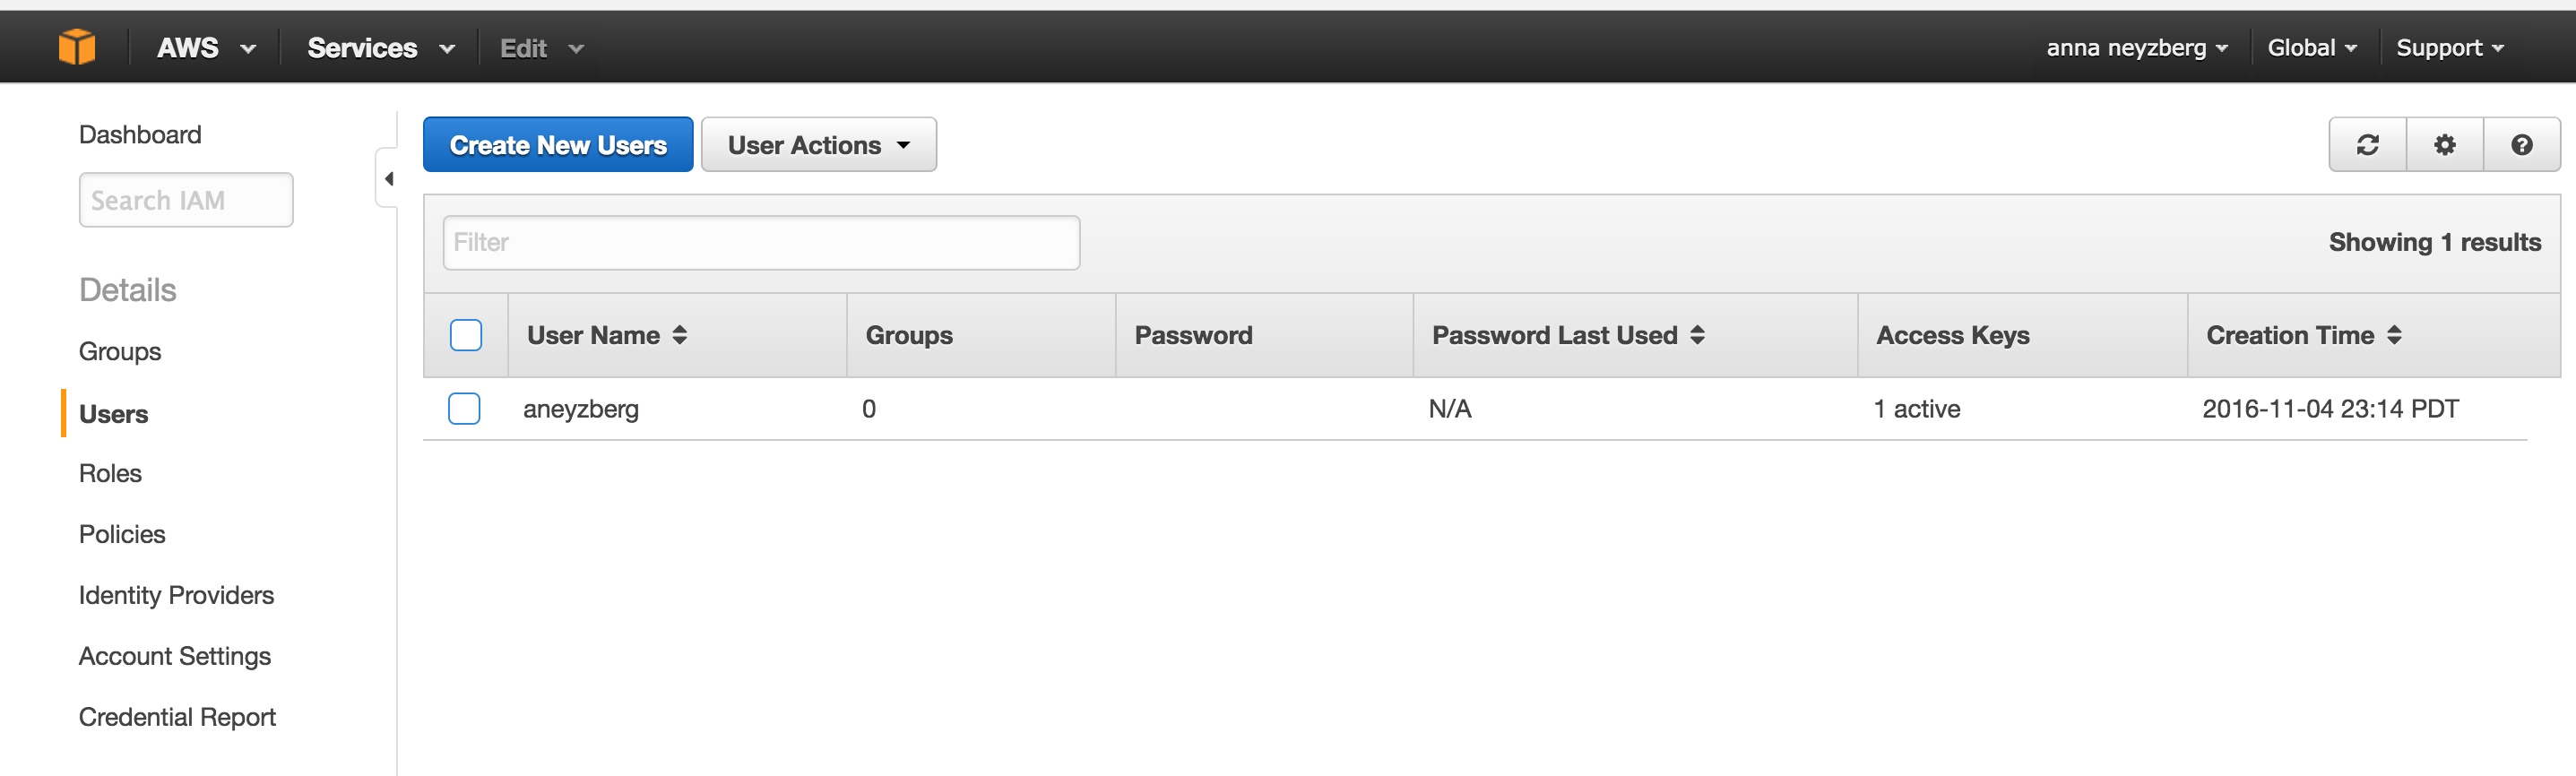 AWS Services Edit anna neyzberg Global Support
Dashboard
Search IAM
Details
Groups
Users
Roles
Policies
Identity Providers
Account Settings
Credential Report
Create New Users User Actions
Filter Showing 1 results
User Name Groups Password Password Last Used Access Keys Creation Time
aneyzberg 0 N/A 1 active 2016-11-04 23:14 PDT